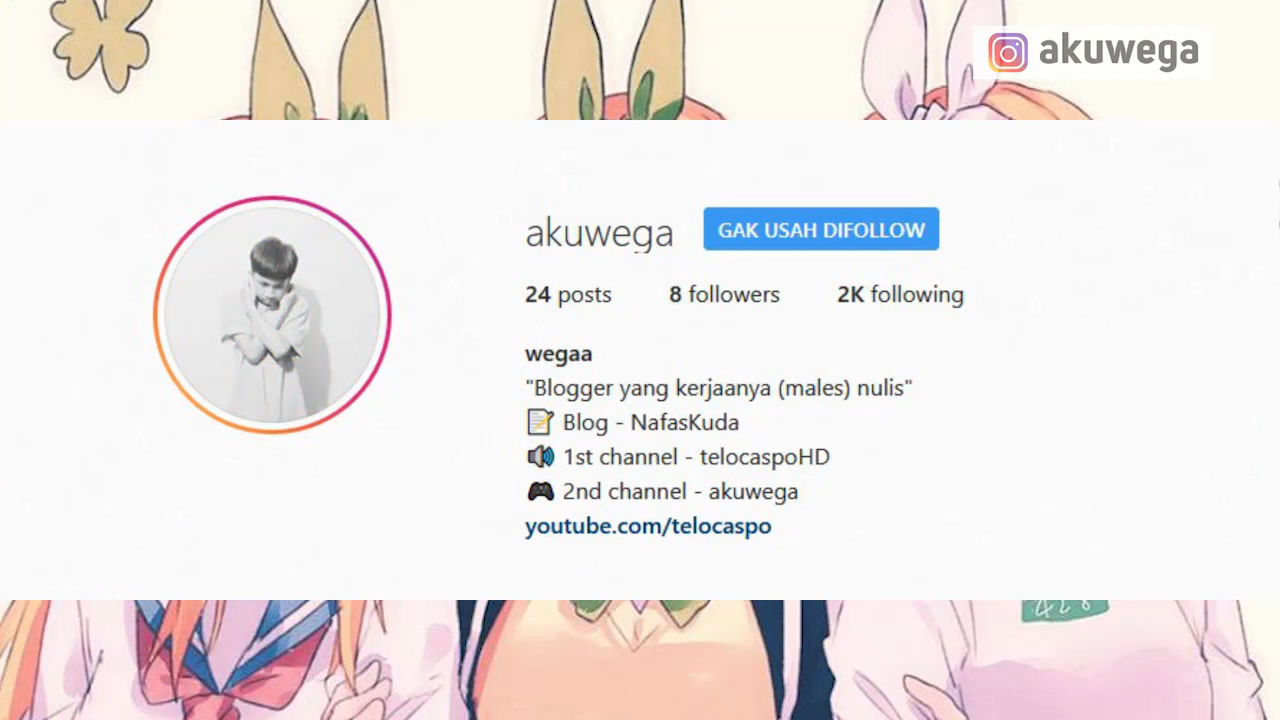 akuwega
akuwega GAK USAH DIFOLLOW
24 posts 8 followers 2K following
wegaa
"Blogger yang kerjaanya (males) nulis"
Blog - NafasKuda
1st channel - telocaspoHD
2nd channel - akuwega
youtube.com/telocaspo
428